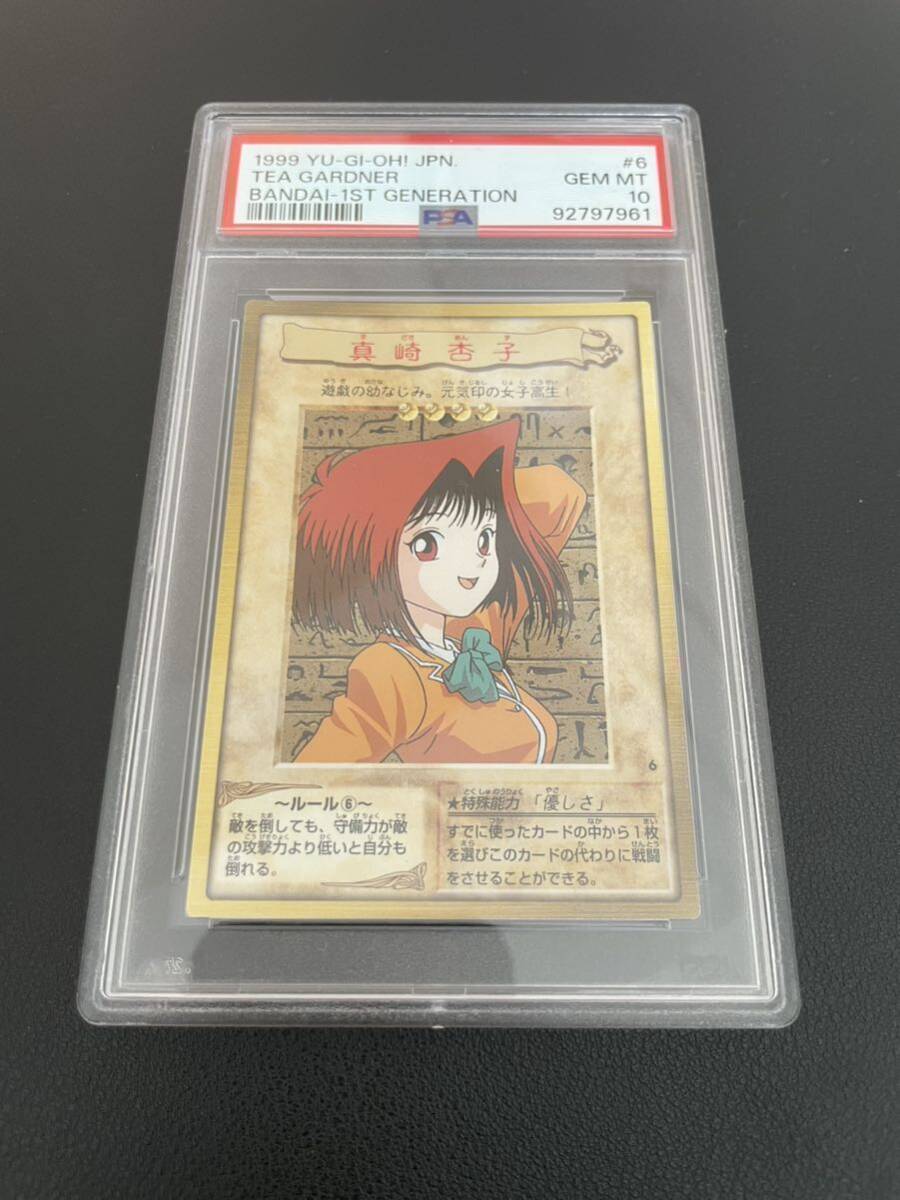 1999 YU-GI-OH! JPN. #6
TEA GARDNER GEM MT
BANDAI-1ST GENERATION 10
PSA 92797961
真崎杏子
遊戯の幼なじみ。元気印の女子高生!
6
~ルール⑥~
敵を倒しても、守備力が敵
の攻撃力より低いと自分も
倒れる。
★特殊能力 「優しさ」
すでに使ったカードの中から1枚
を選びこのカードの代わりに戦闘
をさせることができる。